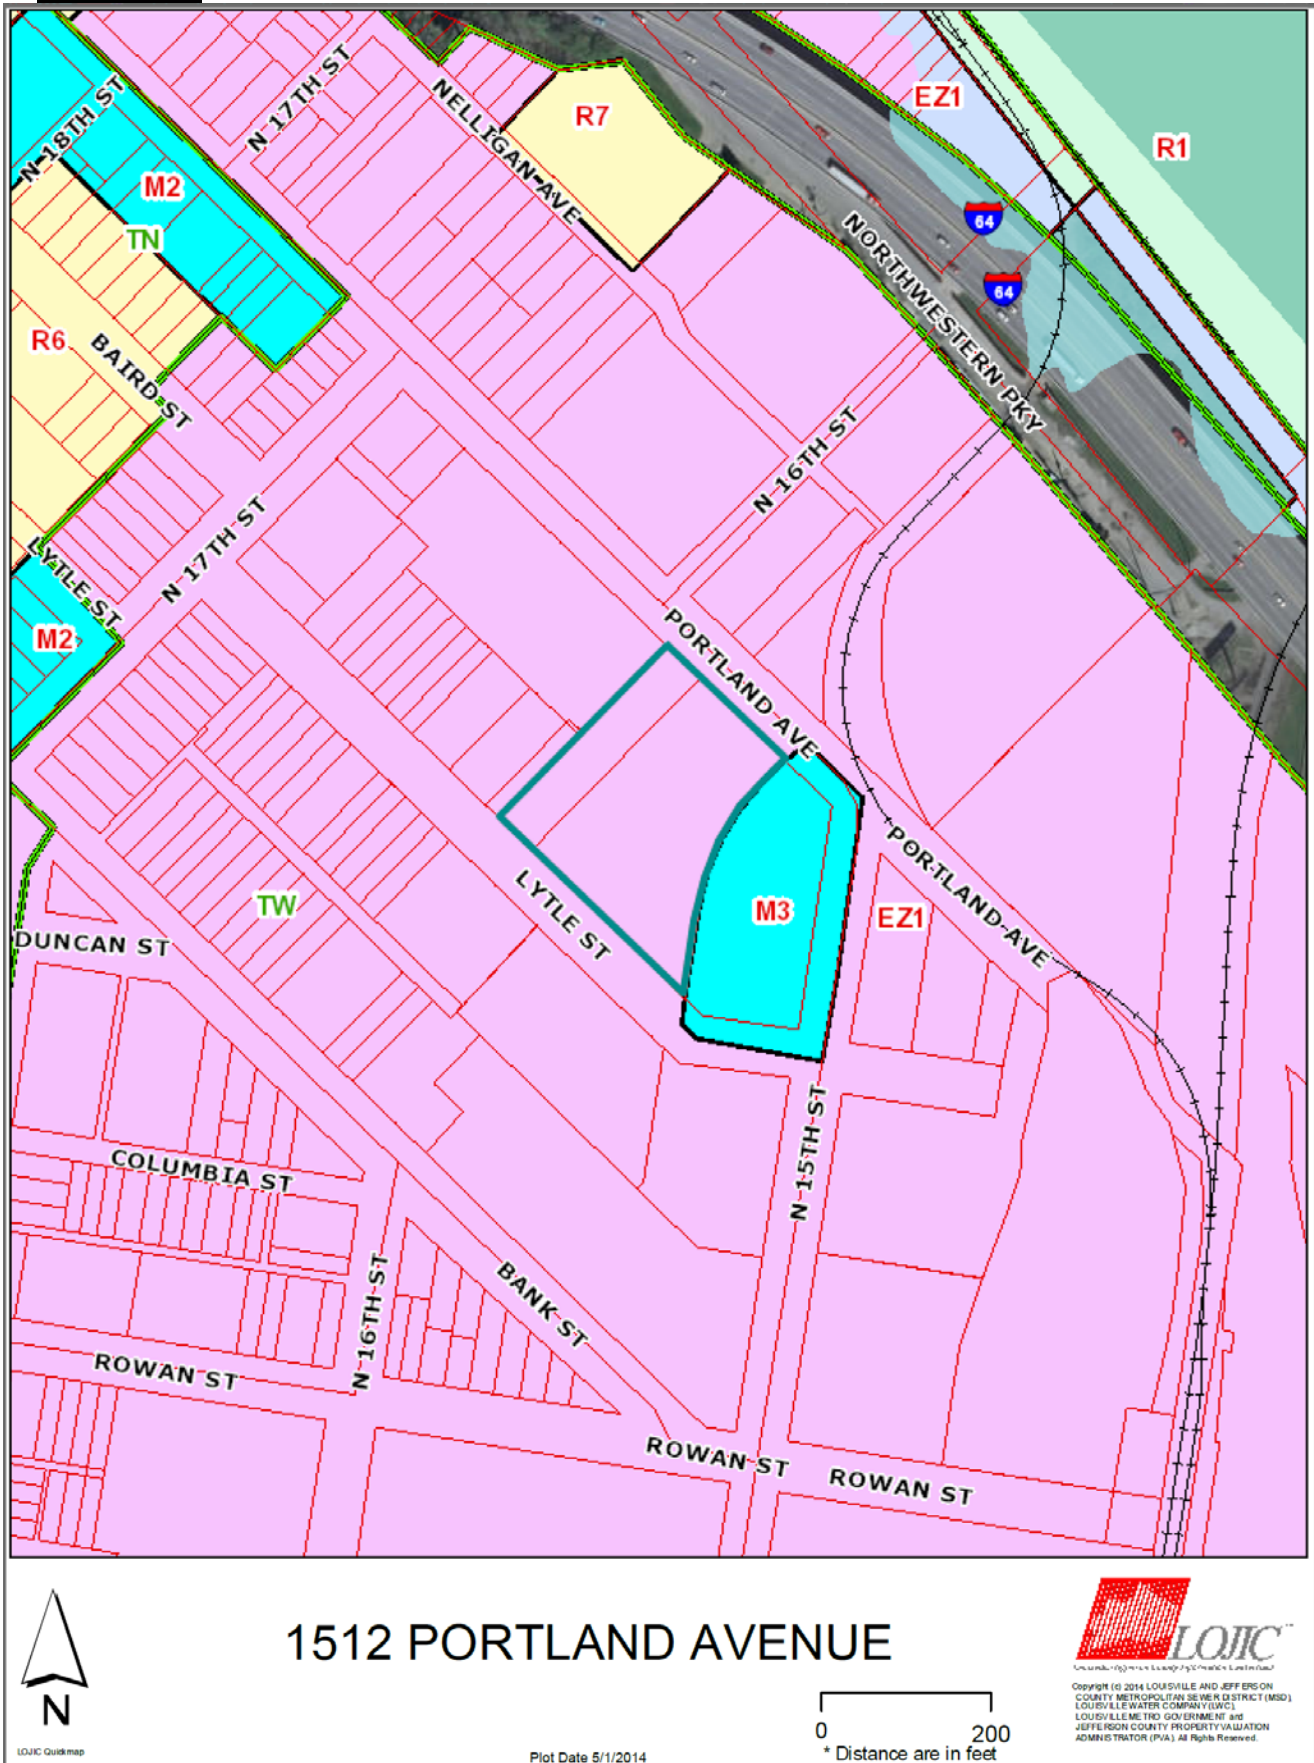 N 18TH ST
N 17TH ST
NELLIGAN AVE
R7
EZ1
R1
M2
TN
64
64
NORTHWESTERN PKY
R6
BAIRD ST
N 16TH ST
N 17TH ST
LYTLE ST
M2
PORTLAND AVE
PORTLAND AVE
LYTLE ST
M3
EZ1
TW
DUNCAN ST
N 15TH ST
COLUMBIA ST
N 16TH ST
BANK ST
ROWAN ST
ROWAN ST
ROWAN ST
N
LOJIC Quickmap
1512 PORTLAND AVENUE
Plot Date 5/1/2014
0 200
* Distance are in feet
LOJIC
Copyright (c) 2014 LOUISVILLE AND JEFFERSON
COUNTY METROPOLITAN SEWER DISTRICT (MSD),
LOUISVILLE WATER COMPANY (LWC),
LOUISVILLE METRO GOVERNMENT and
JEFFERSON COUNTY PROPERTY VALUATION
ADMINISTRATOR (PVA). All Rights Reserved.